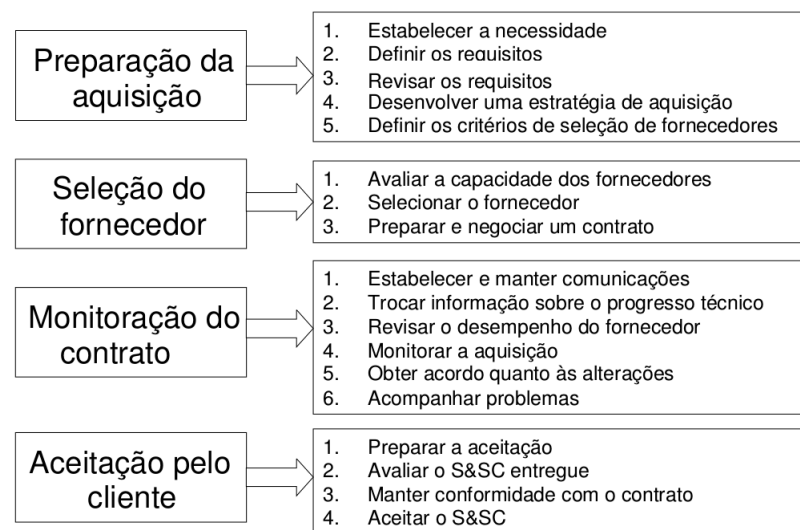 Preparação da
aquisição
1. Estabelecer a necessidade
2. Definir os requisitos
3. Revisar os requisitos
4. Desenvolver uma estratégia de aquisição
5. Definir os critérios de seleção de fornecedores
Seleção do
fornecedor
1. Avaliar a capacidade dos fornecedores
2. Selecionar o fornecedor
3. Preparar e negociar um contrato
Monitoração do
contrato
1. Estabelecer e manter comunicações
2. Trocar informação sobre o progresso técnico
3. Revisar o desempenho do fornecedor
4. Monitorar a aquisição
5. Obter acordo quanto às alterações
6. Acompanhar problemas
Aceitação pelo
cliente
1. Preparar a aceitação
2. Avaliar o S&SC entregue
3. Manter conformidade com o contrato
4. Aceitar o S&SC